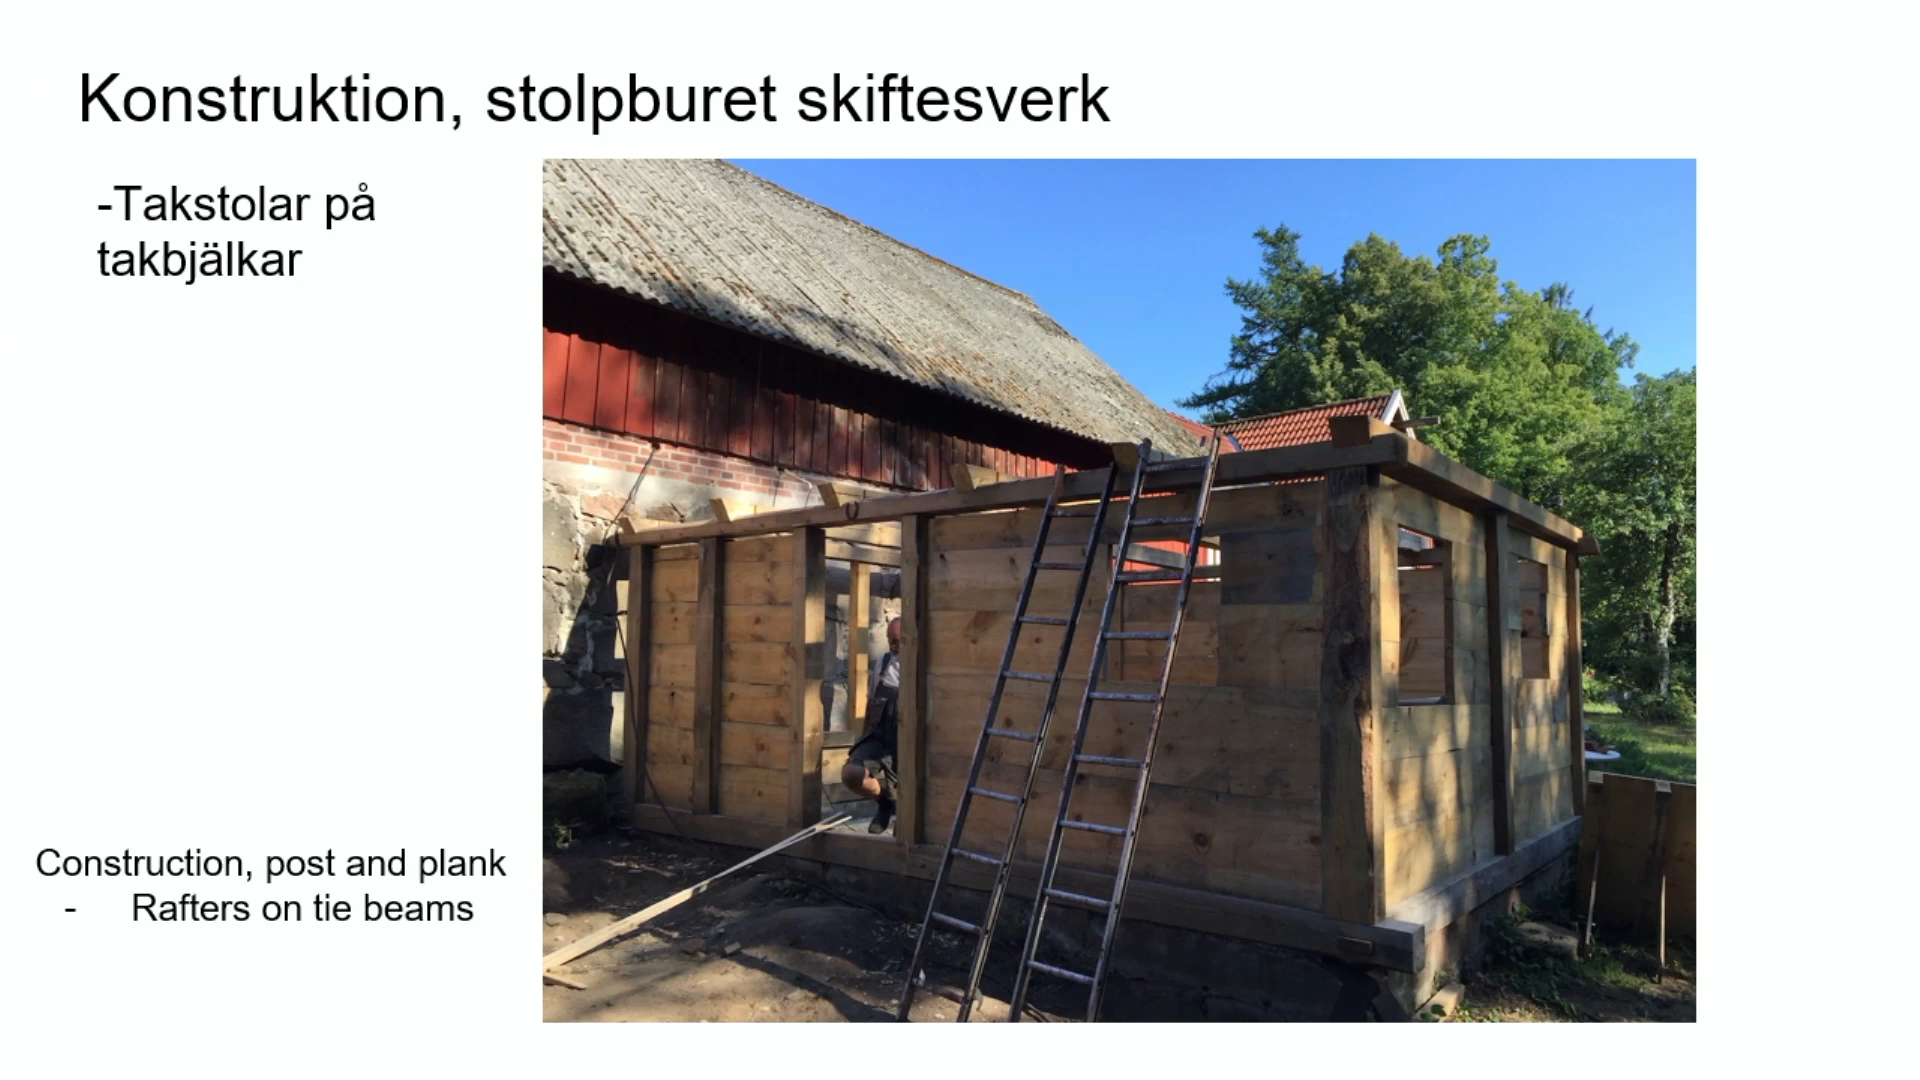 Konstruktion, stolpburet skiftesverk
-Takstolar på
takbjälkar
Construction, post and plank
- Rafters on tie beams